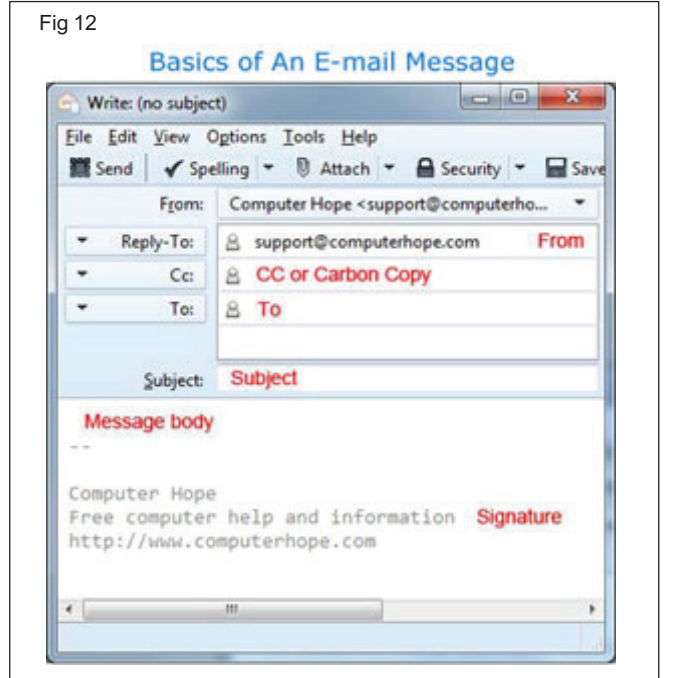 Fig 12
Basics of An E-mail Message
Write: (no subject)
File Edit View Options Tools Help
Send Spelling Attach Security Save
From: Computer Hope <support@computerho...
Reply-To: support@computerhope.com From
Cc: CC or Carbon Copy
To: To
Subject: Subject
Message body
--
Computer Hope
Free computer help and information Signature
http://www.computerhope.com